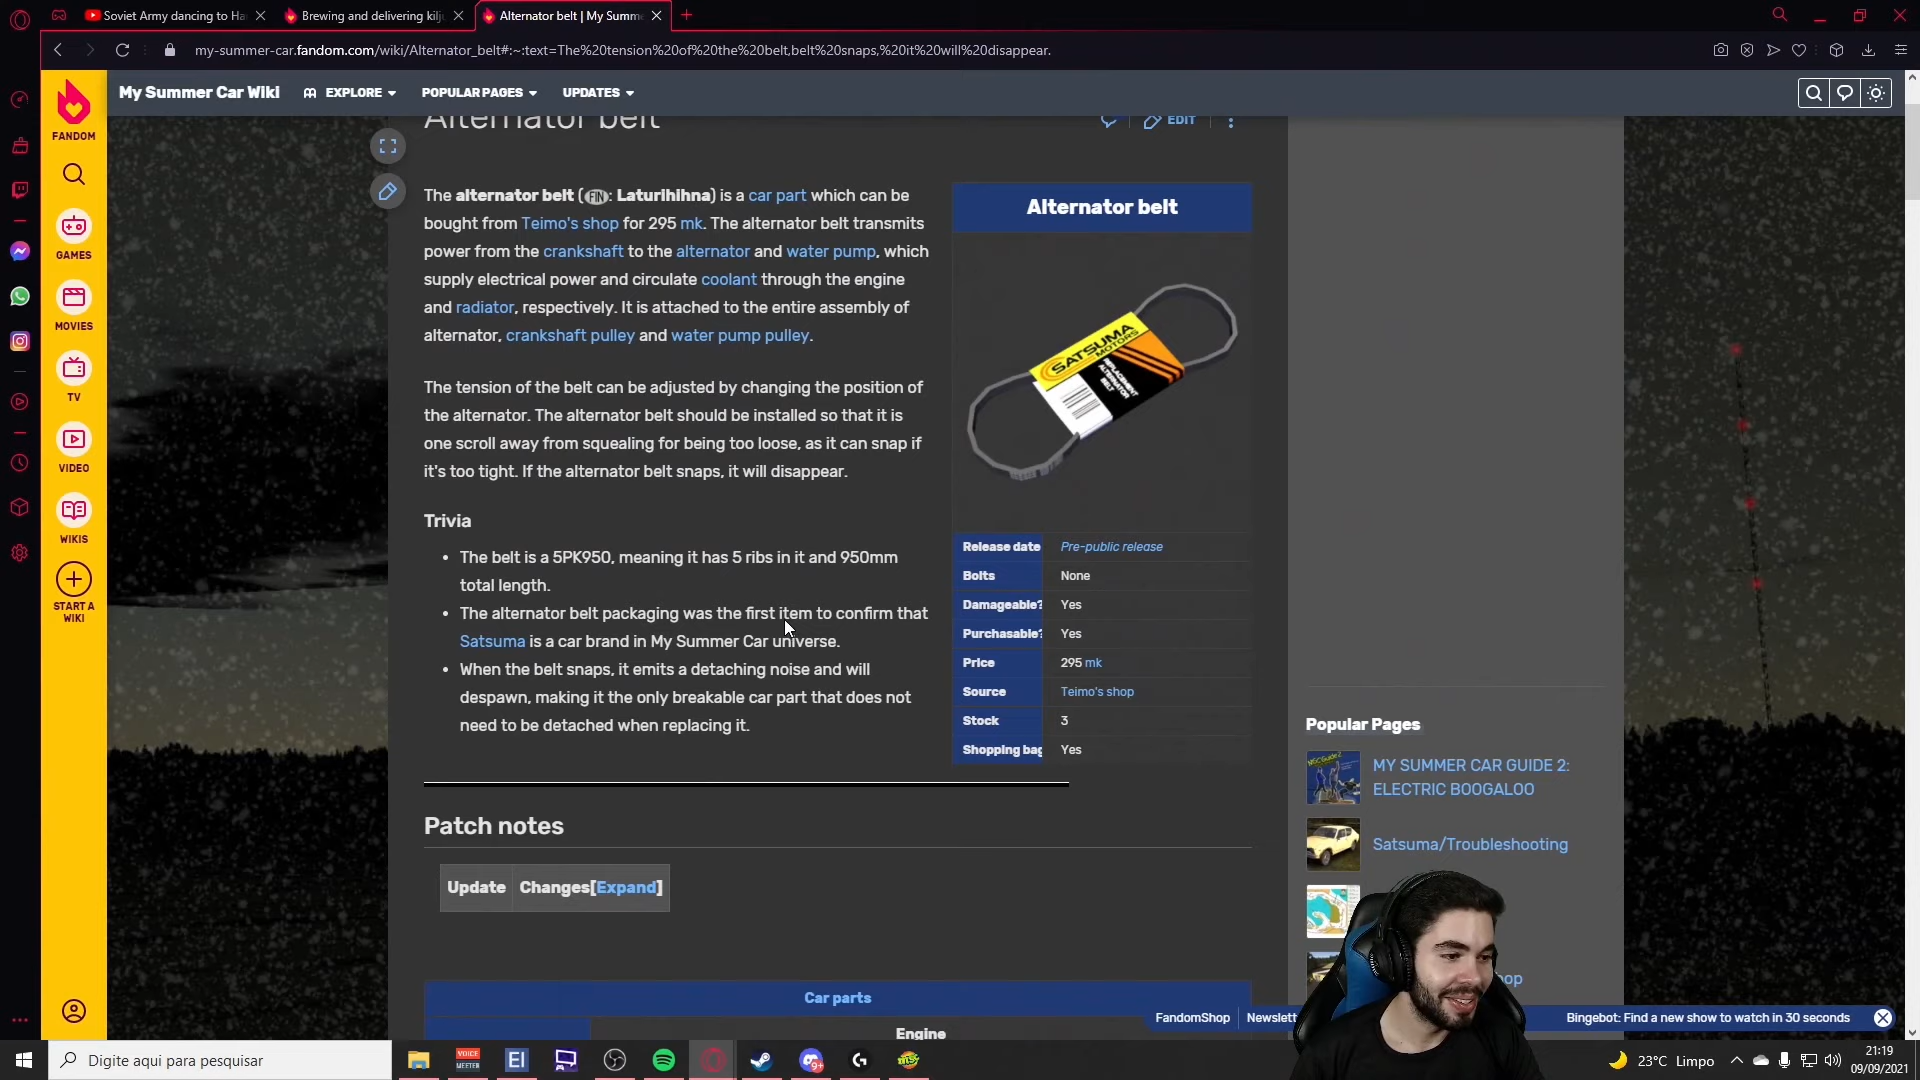 Soviet Army dancing to Ha
Brewing and delivering kilju
Alternator belt | My Summ
my-summer-car.fandom.com/wiki/Alternator_belt#:~:text=The%20tension%20of%20the%20belt,belt%20snaps,%20it%20will%20disappear.
My Summer Car Wiki
EXPLORE
POPULAR PAGES
UPDATES
FANDOM
GAMES
MOVIES
TV
VIDEO
WIKIS
START A
WIKI
Alternator belt
EDIT
The alternator belt (FIN: Laturihihna) is a car part which can be
bought from Teimo's shop for 295 mk. The alternator belt transmits
power from the crankshaft to the alternator and water pump, which
supply electrical power and circulate coolant through the engine
and radiator, respectively. It is attached to the entire assembly of
alternator, crankshaft pulley and water pump pulley.
The tension of the belt can be adjusted by changing the position of
the alternator. The alternator belt should be installed so that it is
one scroll away from squealing for being too loose, as it can snap if
it's too tight. If the alternator belt snaps, it will disappear.
Trivia
• The belt is a 5PK950, meaning it has 5 ribs in it and 950mm
total length.
• The alternator belt packaging was the first item to confirm that
Satsuma is a car brand in My Summer Car universe.
• When the belt snaps, it emits a detaching noise and will
despawn, making it the only breakable car part that does not
need to be detached when replacing it.
Alternator belt
SATSUMA
MOTORS
REPLACEMENT
ALTERNATOR
BELT
Release date Pre-public release
Bolts None
Damageable? Yes
Purchasable? Yes
Price 295 mk
Source Teimo's shop
Stock 3
Shopping bag Yes
Patch notes
Update Changes[Expand]
Car parts
Engine
Popular Pages
MY SUMMER CAR GUIDE 2:
ELECTRIC BOOGALOO
Satsuma/Troubleshooting
op
FandomShop
Newslett
Bingebot: Find a new show to watch in 30 seconds
Digite aqui para pesquisar
VOICE
MEETER
EI
9+
23°C Limpo
21:19
09/09/2021